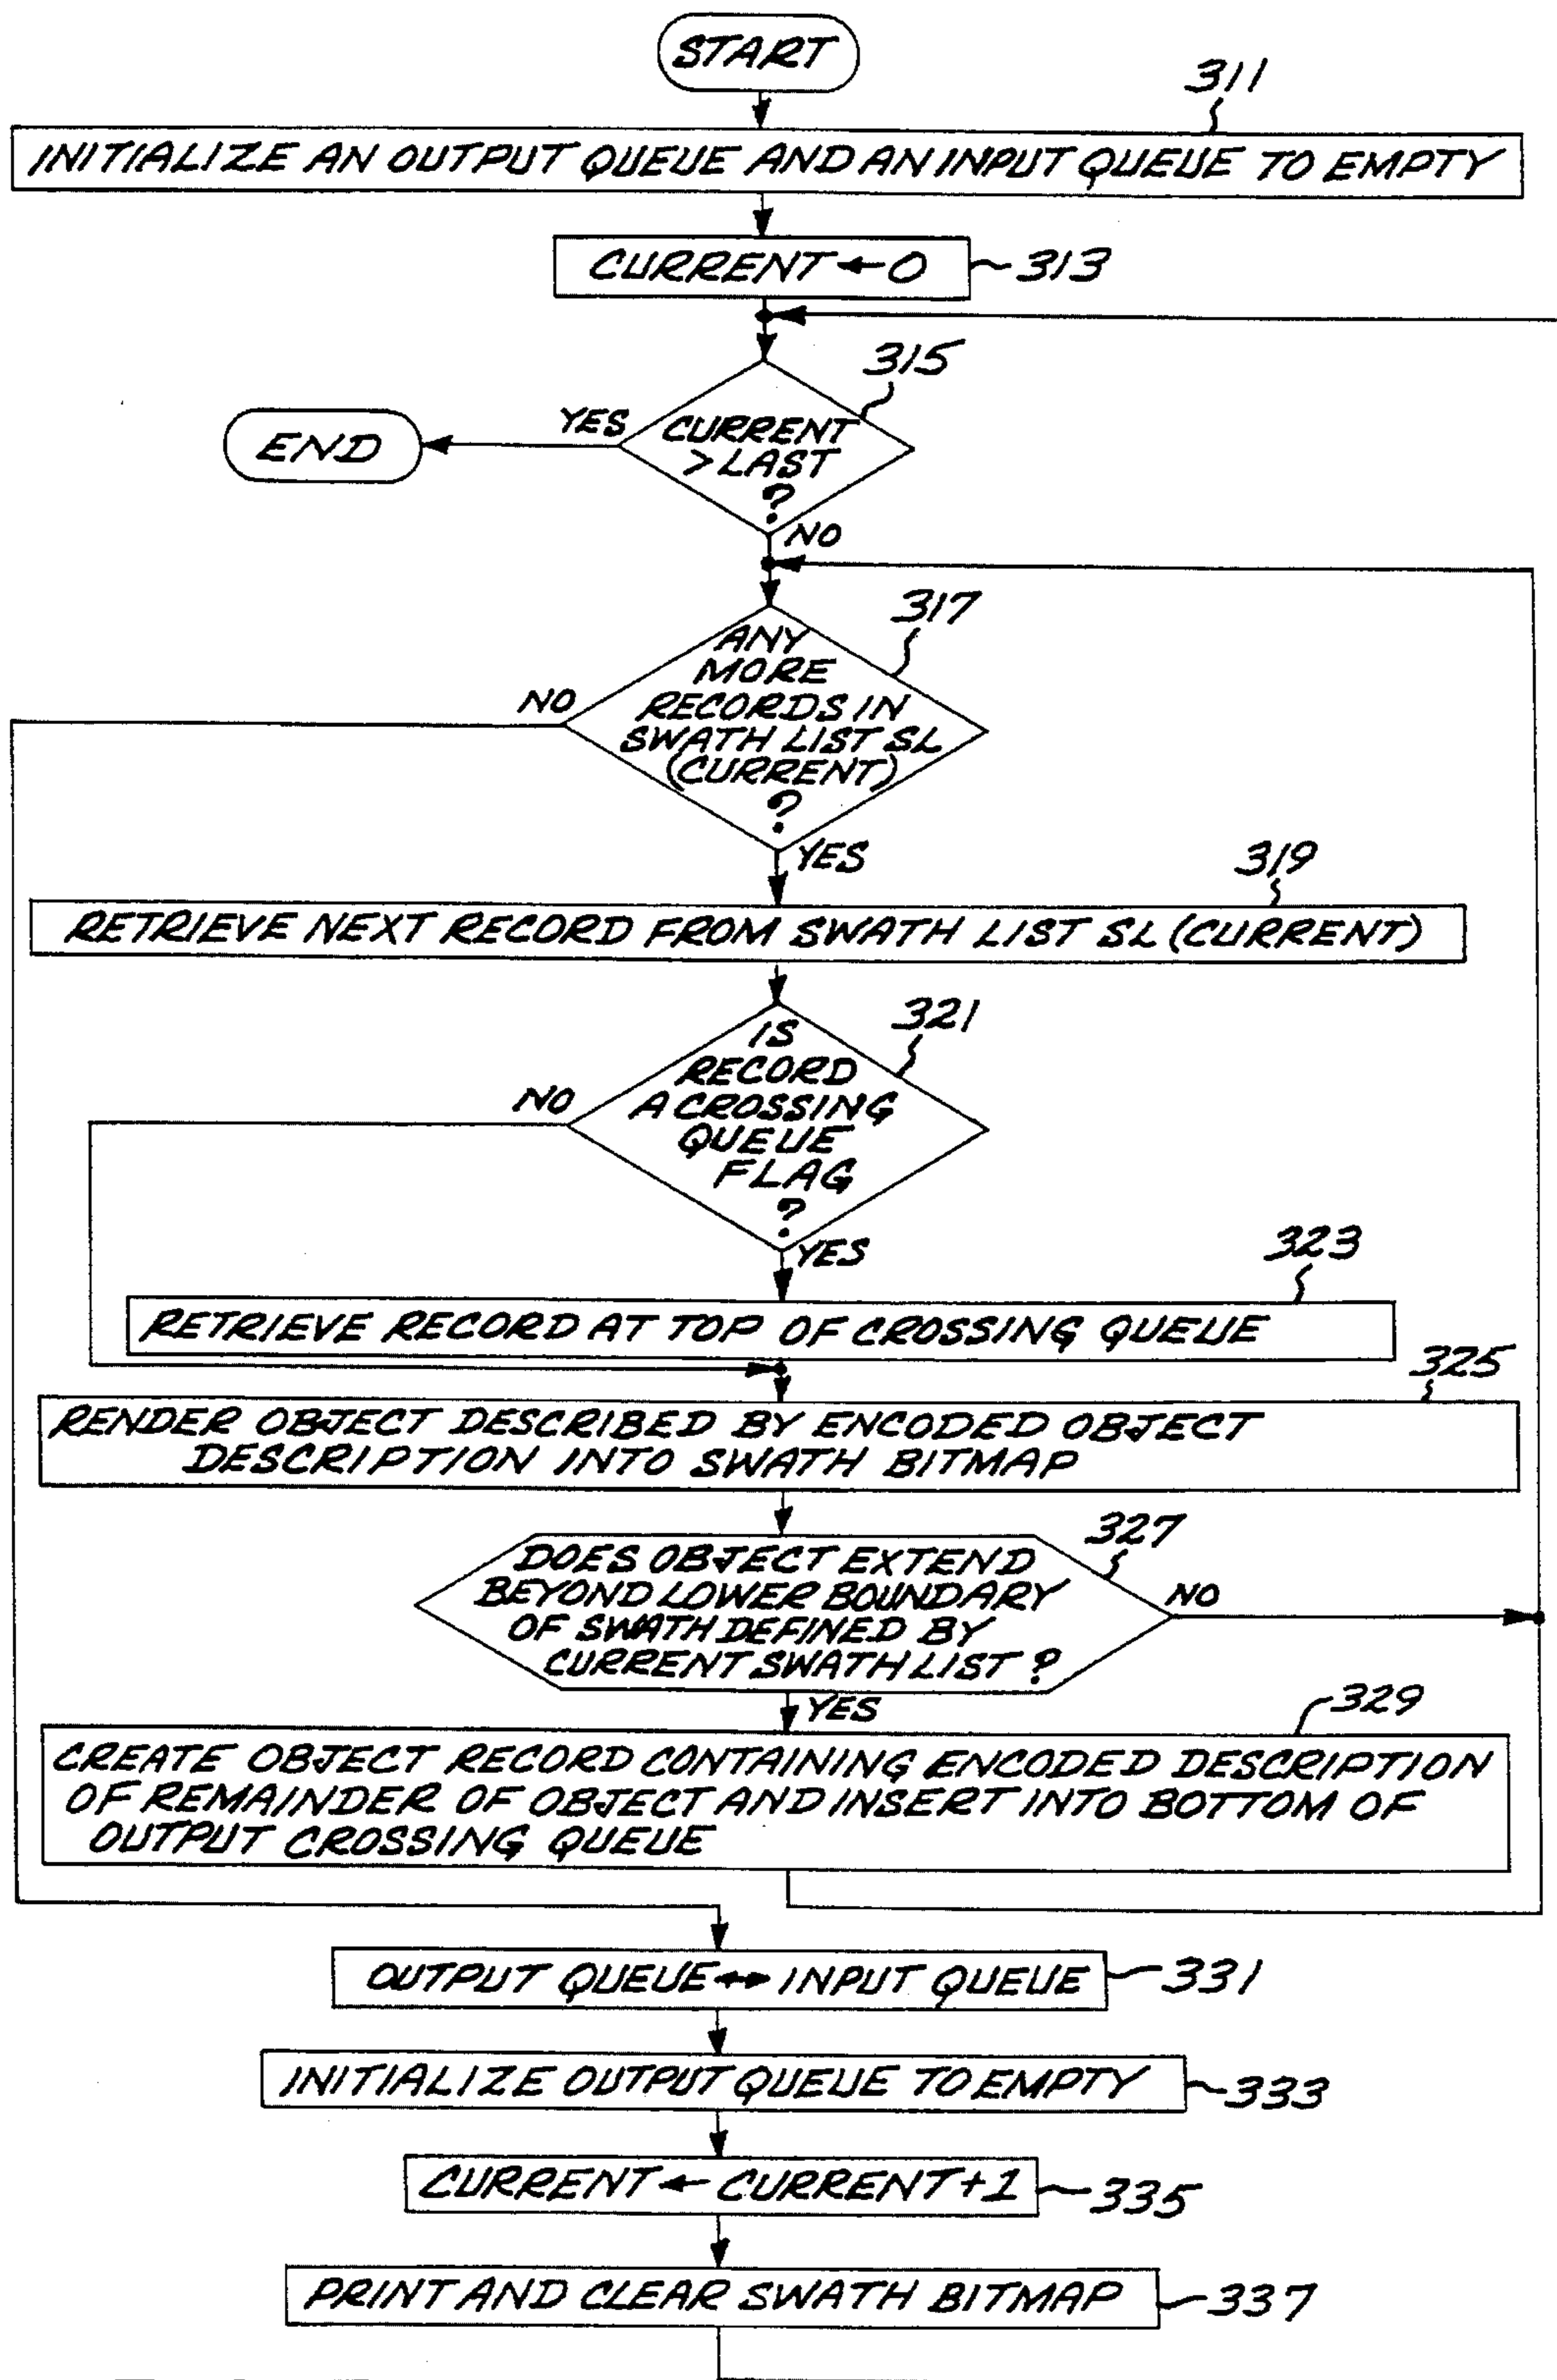 START
311
INITIALIZE AN OUTPUT QUEUE AND AN INPUT QUEUE TO EMPTY
CURRENT ← 0
313
315
CURRENT
> LAST
?
YES
END
NO
317
ANY
MORE
RECORDS IN
SWATH LIST SL
(CURRENT)
?
NO
YES
319
RETRIEVE NEXT RECORD FROM SWATH LIST SL (CURRENT)
321
IS
RECORD
A CROSSING
QUEUE
FLAG
?
NO
YES
323
RETRIEVE RECORD AT TOP OF CROSSING QUEUE
325
RENDER OBJECT DESCRIBED BY ENCODED OBJECT
DESCRIPTION INTO SWATH BITMAP
327
DOES OBJECT EXTEND
BEYOND LOWER BOUNDARY
OF SWATH DEFINED BY
CURRENT SWATH LIST ?
NO
YES
329
CREATE OBJECT RECORD CONTAINING ENCODED DESCRIPTION
OF REMAINDER OF OBJECT AND INSERT INTO BOTTOM OF
OUTPUT CROSSING QUEUE
OUTPUT QUEUE ↔ INPUT QUEUE
331
INITIALIZE OUTPUT QUEUE TO EMPTY
333
CURRENT ← CURRENT + 1
335
PRINT AND CLEAR SWATH BITMAP
337